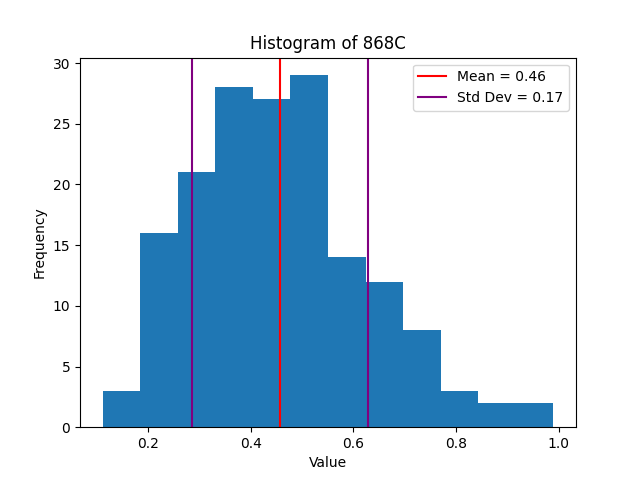 Histogram of 868C
Mean = 0.46
Std Dev = 0.17
30
25
20
15
10
5
0
Frequency
0.2 0.4 0.6 0.8 1.0
Value